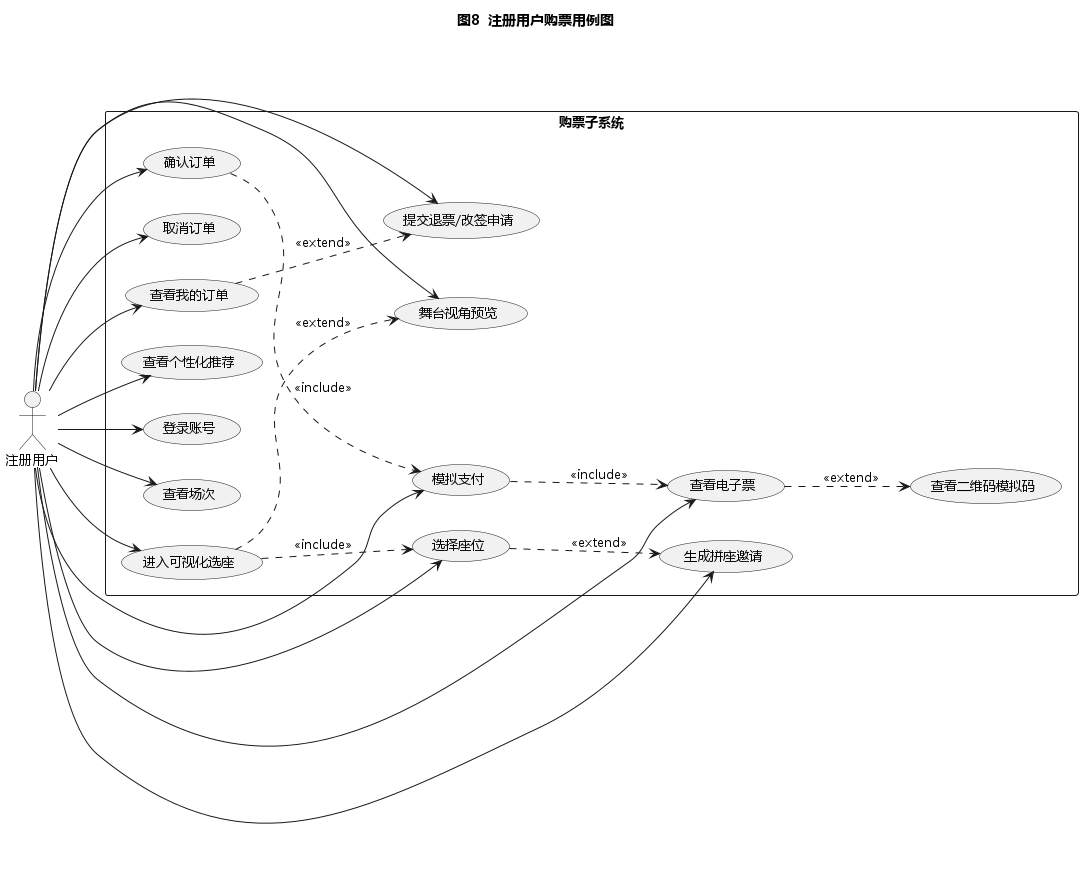 图8 注册用户购票用例图
购票子系统
确认订单
提交退票/改签申请
取消订单
«extend»
查看我的订单
舞台视角预览
«extend»
查看个性化推荐
«include»
登录账号
注册用户
模拟支付
«include»
查看电子票
«extend»
查看二维码模拟码
查看场次
进入可视化选座
«include»
选择座位
«extend»
生成拼座邀请